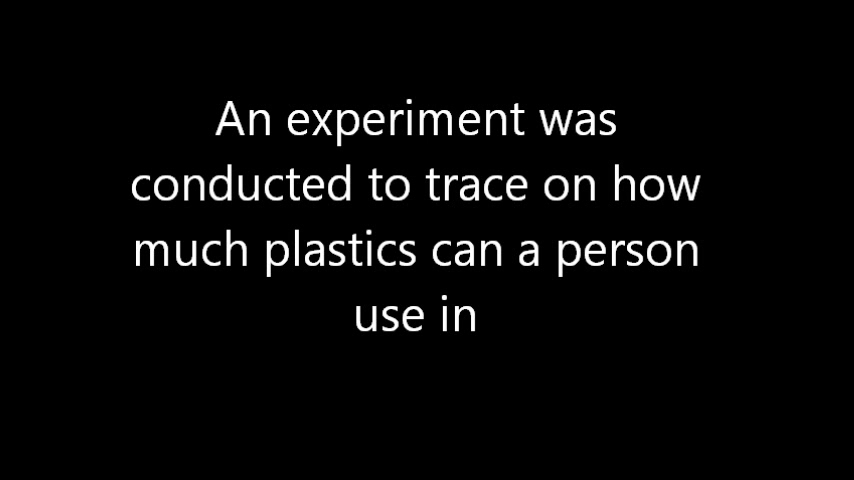 An experiment was
conducted to trace on how
much plastics can a person
use in